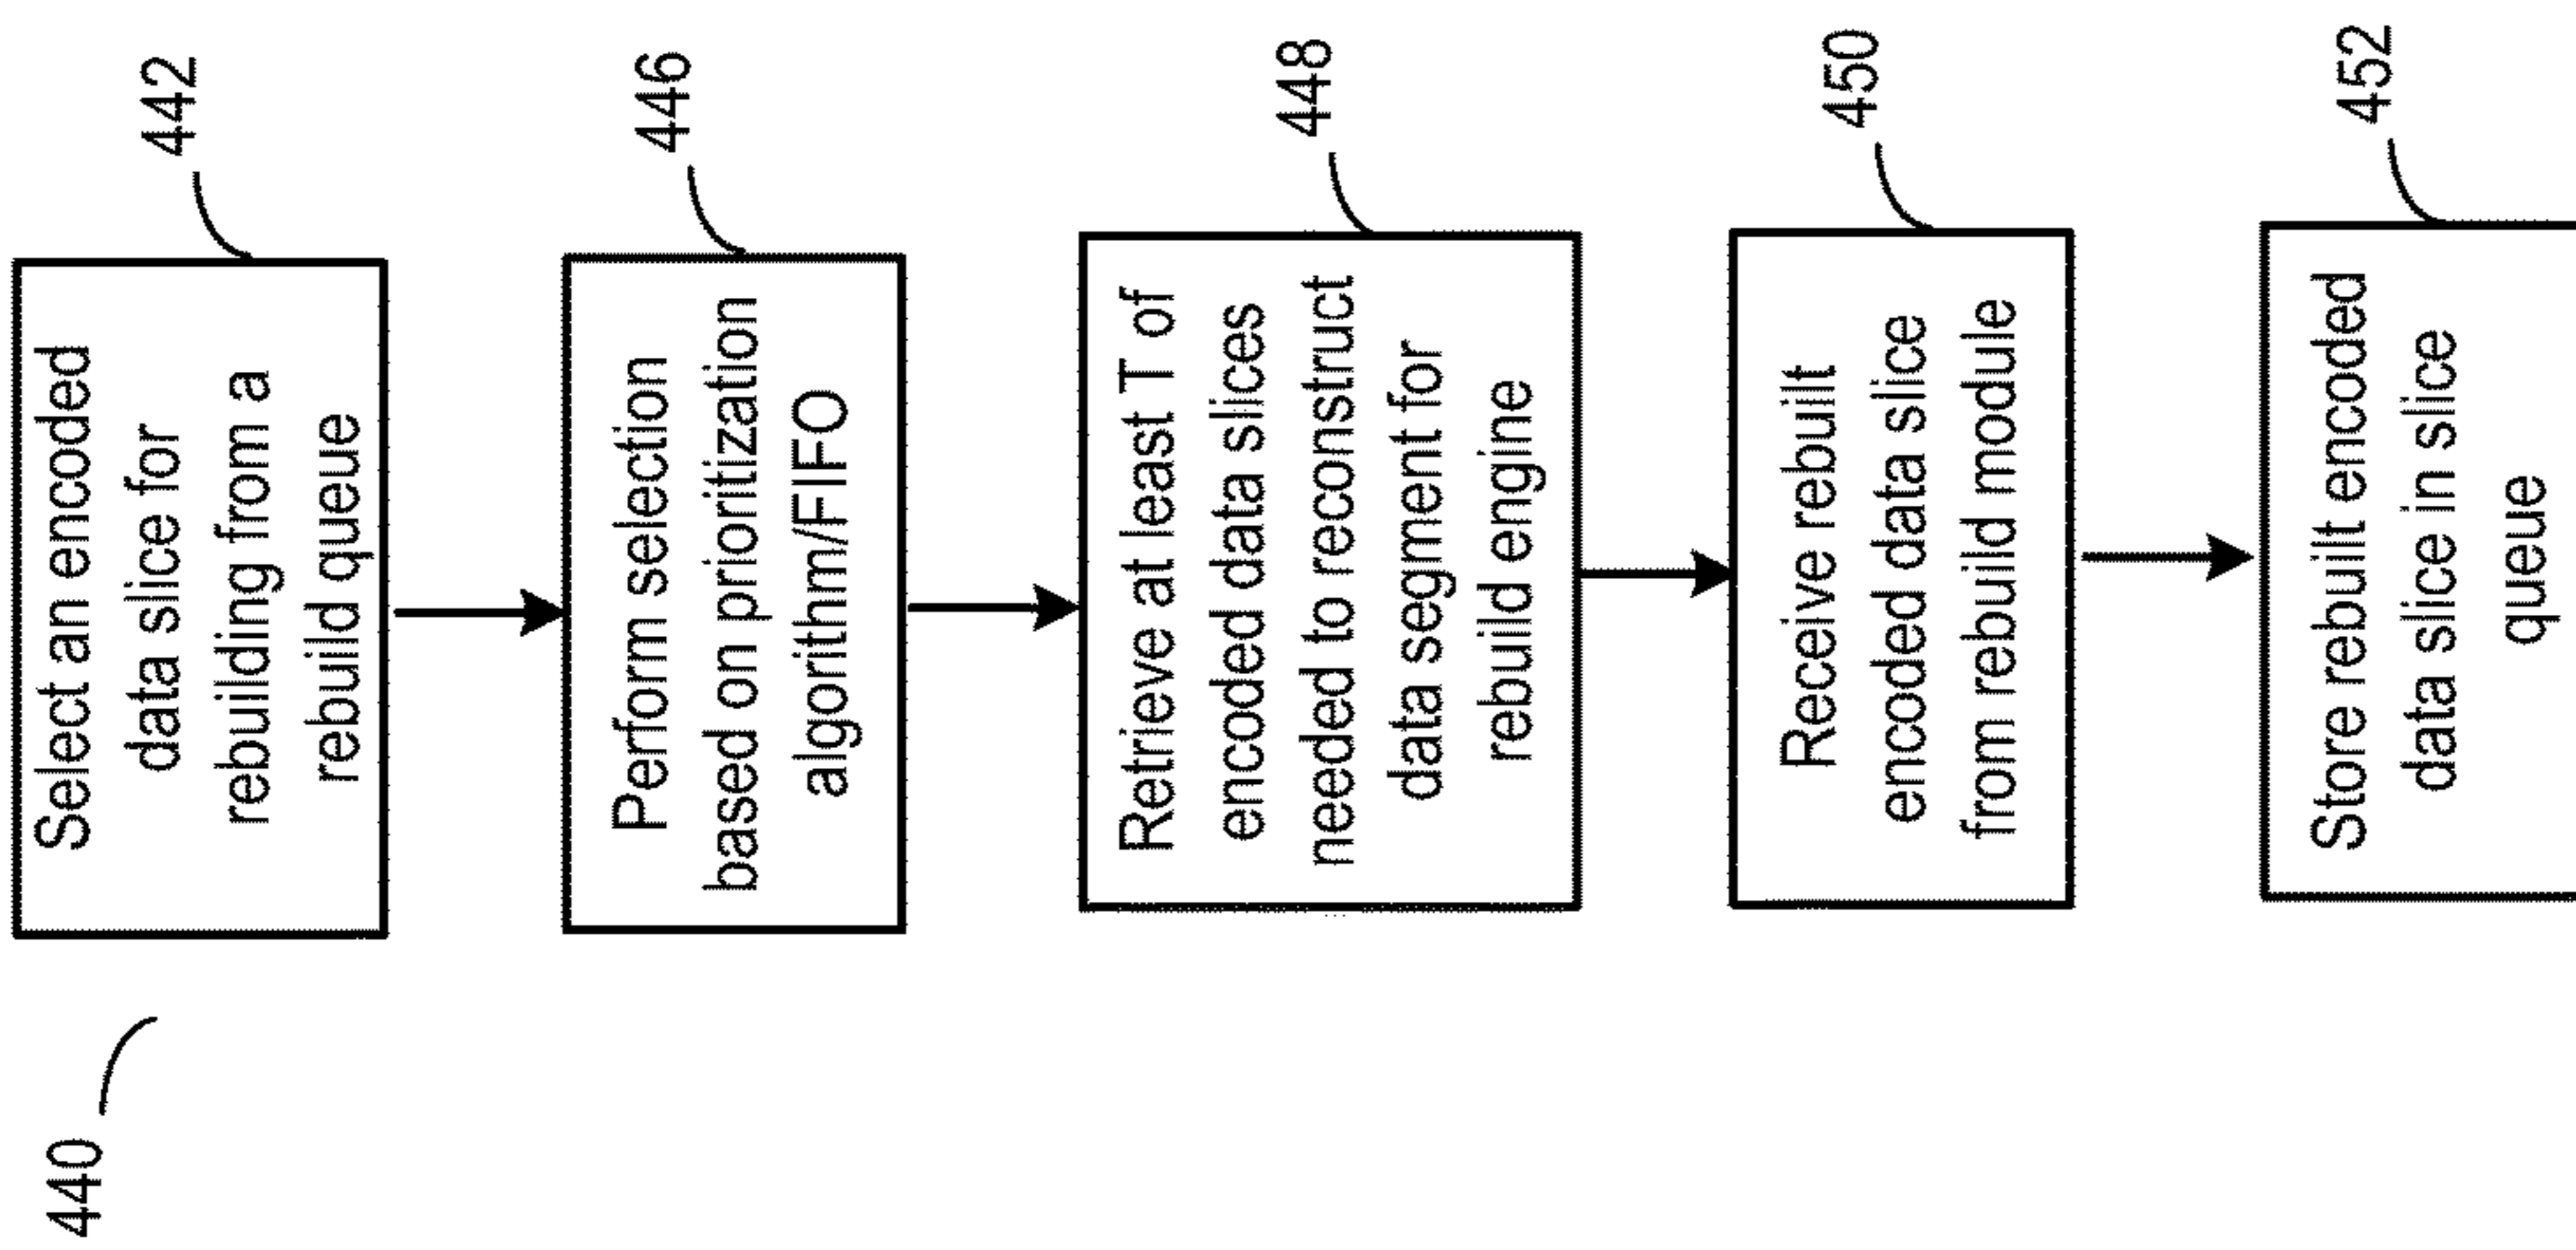 440
442
Select an encoded
data slice for
rebuilding from a
rebuild queue
446
Perform selection
based on prioritization
algorithm/FIFO
448
Retrieve at least T of
encoded data slices
needed to reconstruct
data segment for
rebuild engine
450
Receive rebuilt
encoded data slice
from rebuild module
452
Store rebuilt encoded
data slice in slice
queue